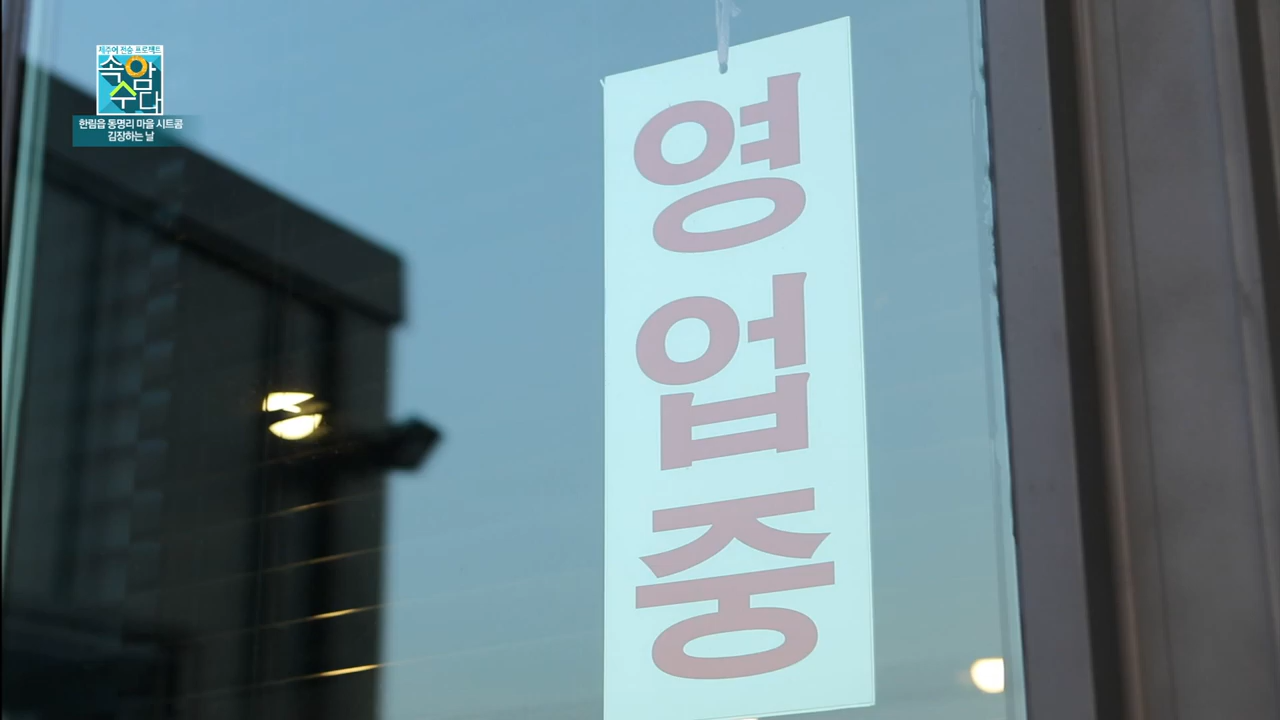 제주어 전승 프로젝트
속암
수다
한림읍 동명리 마을 시트콤
김장하는 날
영
업
중